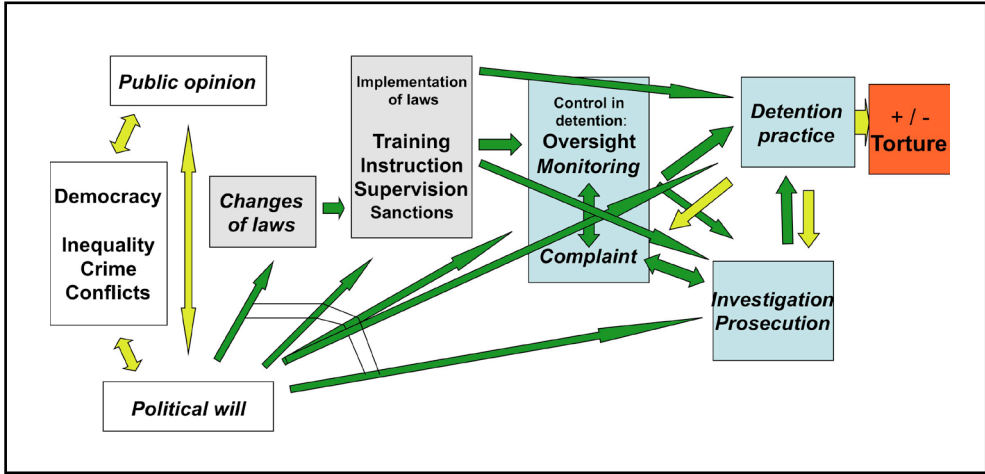 Public opinion
Democracy
Inequality
Crime
Conflicts
Political will
Changes
of laws
Implementation
of laws
Training
Instruction
Supervision
Sanctions
Control in
detention:
Oversight
Monitoring
Complaint
Detention
practice
+ / -
Torture
Investigation
Prosecution